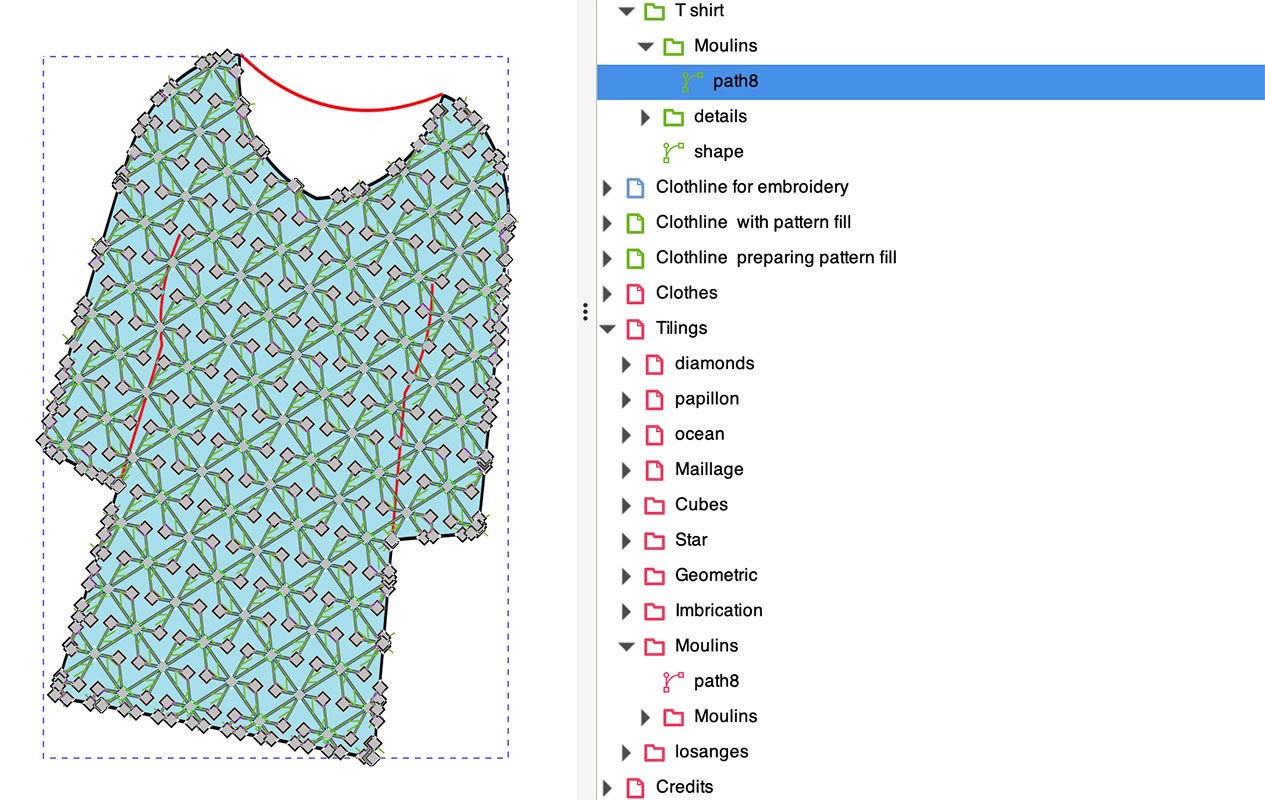 T shirt
Moulins
path8
details
shape
Clothline for embroidery
Clothline  with pattern fill
Clothline  preparing pattern fill
Clothes
Tilings
diamonds
papillon
ocean
Maillage
Cubes
Star
Geometric
Imbrication
Moulins
path8
Moulins
losanges
Credits